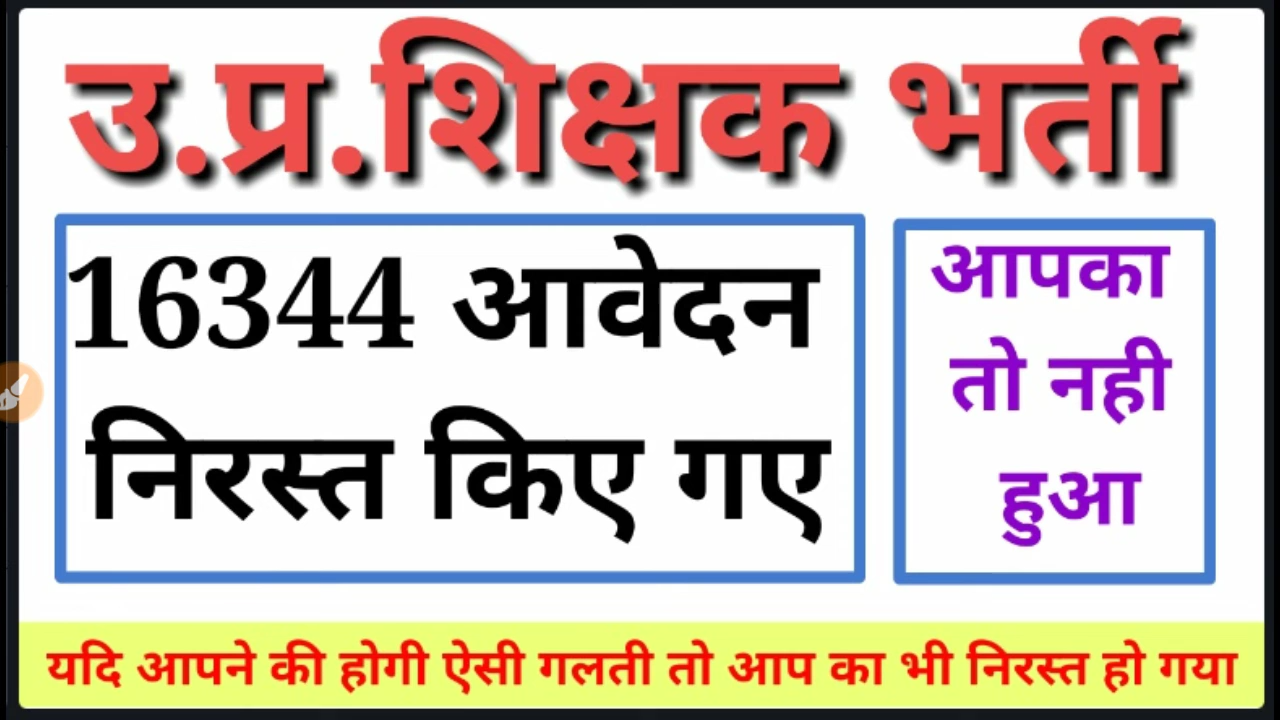 उ.प्र.शिक्षक भर्ती
16344 आवेदन
निरस्त किए गए
आपका
तो नही
हुआ
यदि आपने की होगी ऐसी गलती तो आप का भी निरस्त हो गया